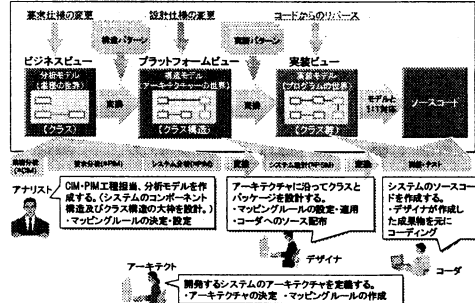 要求仕様の変更
設計仕様の変更
コードからのリバース
構造パターン
実装パターン
ビジネスビュー
プラットフォームビュー
実装ビュー
分析モデル
(業務の世界)
(クラス)
変換
構造モデル
(アーキテクチャーの世界)
(クラス構造)
変換
実装モデル
(プログラムの世界)
(クラス群)
モデルと
1:1対応
ソースコード
変換
変換
アナリスト
CIM・PIM工程担当、分析モデルを作
成する。(システムのコンポーネント
構造及びクラス構造の大枠を設計。)
・マッピングルールの決定・設定
アーキテクチャに沿ってクラスと
パッケージを設計する。
・マッピングルールの設定・適用
・コーダへのソース配布
デザイナ
システムのソースコー
ドを作成する。
・デザイナが作成し
た成果物を元に
コーディング
コーダ
アーキテクト
開発するシステムのアーキテクチャを定義する。
・アーキテクチャの決定 ・マッピングルールの作成